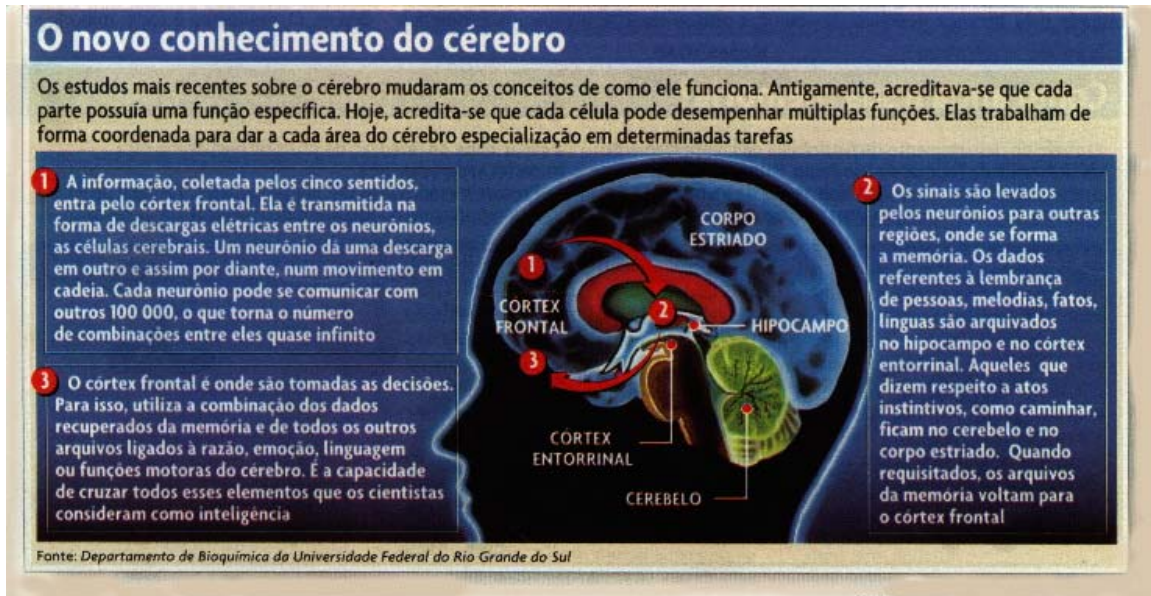 O novo conhecimento do cérebro
Os estudos mais recentes sobre o cérebro mudaram os conceitos de como ele funciona. Antigamente, acreditava-se que cada
parte possuía uma função específica. Hoje, acredita-se que cada célula pode desempenhar múltiplas funções. Elas trabalham de
forma coordenada para dar a cada área do cérebro especialização em determinadas tarefas
1 A informação, coletada pelos cinco sentidos,
entra pelo córtex frontal. Ela é transmitida na
forma de descargas elétricas entre os neurônios,
as células cerebrais. Um neurônio dá uma descarga
em outro e assim por diante, num movimento em
cadeia. Cada neurônio pode se comunicar com
outros 100 000, o que torna o número
de combinações entre eles quase infinito
3 O córtex frontal é onde são tomadas as decisões.
Para isso, utiliza a combinação dos dados
recuperados da memória e de todos os outros
arquivos ligados à razão, emoção, linguagem
ou funções motoras do cérebro. É a capacidade
de cruzar todos esses elementos que os cientistas
consideram como inteligência
CORPO
ESTRIADO
1
CÓRTEX
FRONTAL
2
HIPOCAMPO
3
CÓRTEX
ENTORRINAL
CEREBELO
2 Os sinais são levados
pelos neurônios para outras
regiões, onde se forma
a memória. Os dados
referentes à lembrança
de pessoas, melodias, fatos,
línguas são arquivados
no hipocampo e no córtex
entorrinal. Aqueles que
dizem respeito a atos
instintivos, como caminhar,
ficam no cerebelo e no
corpo estriado. Quando
requisitados, os arquivos
da memória voltam para
o córtex frontal
Fonte: Departamento de Bioquímica da Universidade Federal do Rio Grande do Sul